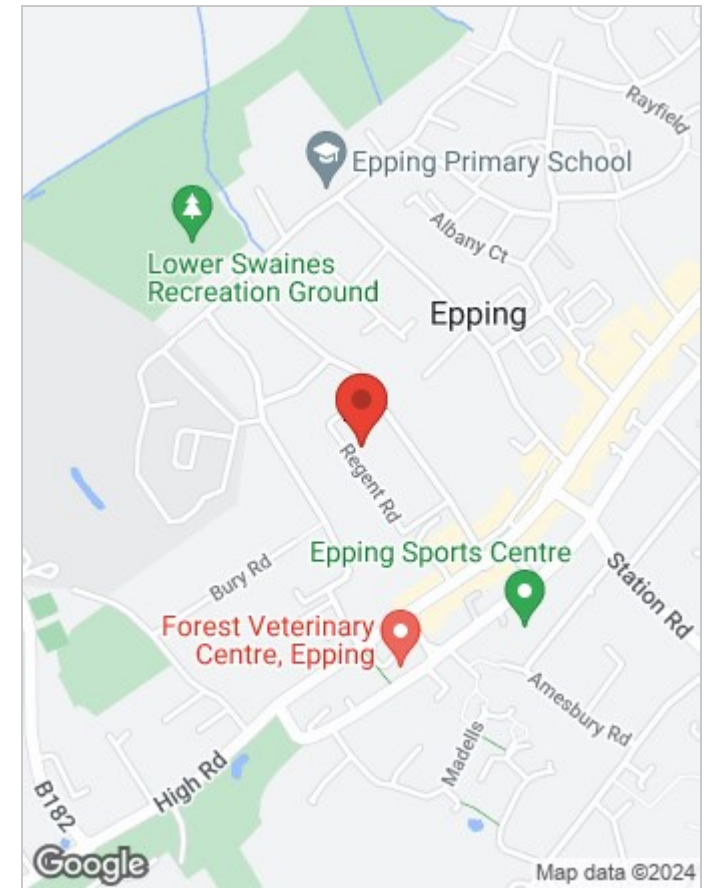 Rayfield
Epping Primary School
Albany Ct
Lower Swaines
Recreation Ground
Epping
Regent Rd
Epping Sports Centre
Bury Rd
Station Rd
Forest Veterinary
Centre, Epping
Amesbury Rd
Madells
High Rd
B182
Google
Map data ©2024